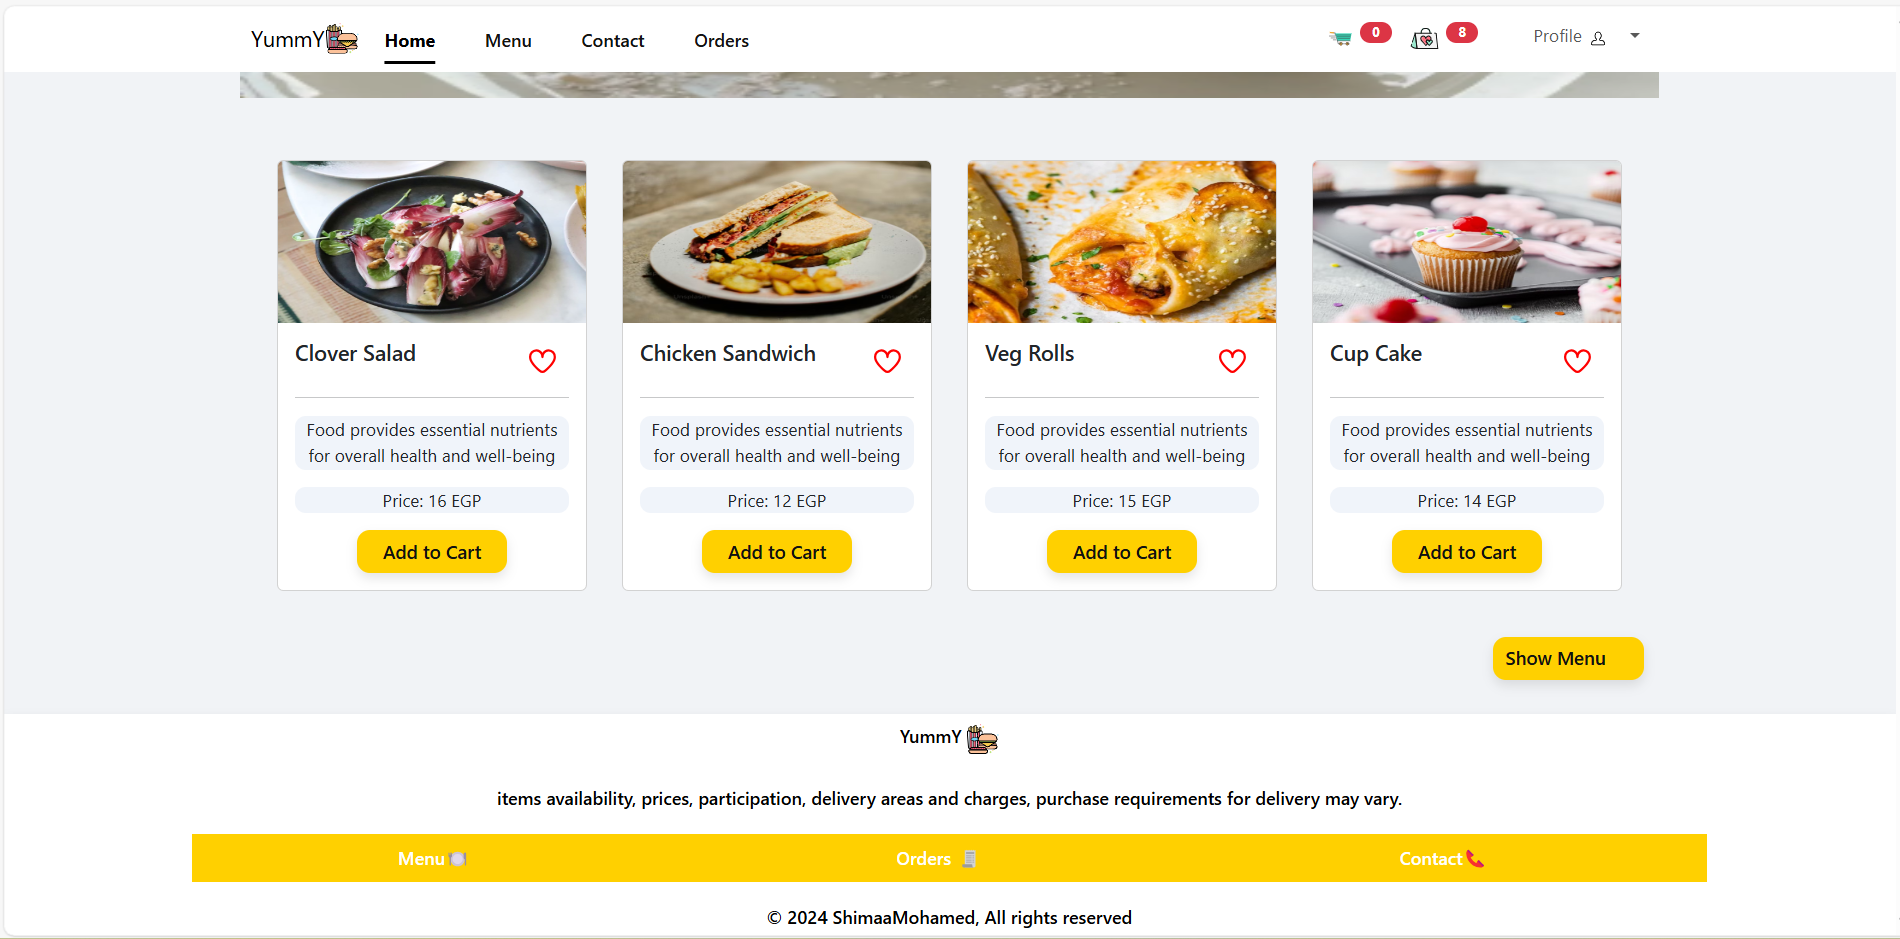 YummY
Home
Menu
Contact
Orders
0
8
Profile
Clover Salad
Food provides essential nutrients
for overall health and well-being
Price: 16 EGP
Add to Cart
Chicken Sandwich
Food provides essential nutrients
for overall health and well-being
Price: 12 EGP
Add to Cart
Veg Rolls
Food provides essential nutrients
for overall health and well-being
Price: 15 EGP
Add to Cart
Cup Cake
Food provides essential nutrients
for overall health and well-being
Price: 14 EGP
Add to Cart
Show Menu
YummY
items availability, prices, participation, delivery areas and charges, purchase requirements for delivery may vary.
Menu
Orders
Contact
© 2024 ShimaaMohamed, All rights reserved